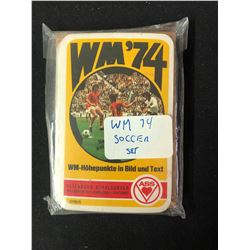 WM'74
WM 74
SOCCER
SET
WM-Höhepunkte in Bild und Text
ALTENBURG-STRALSUNDER
ASS